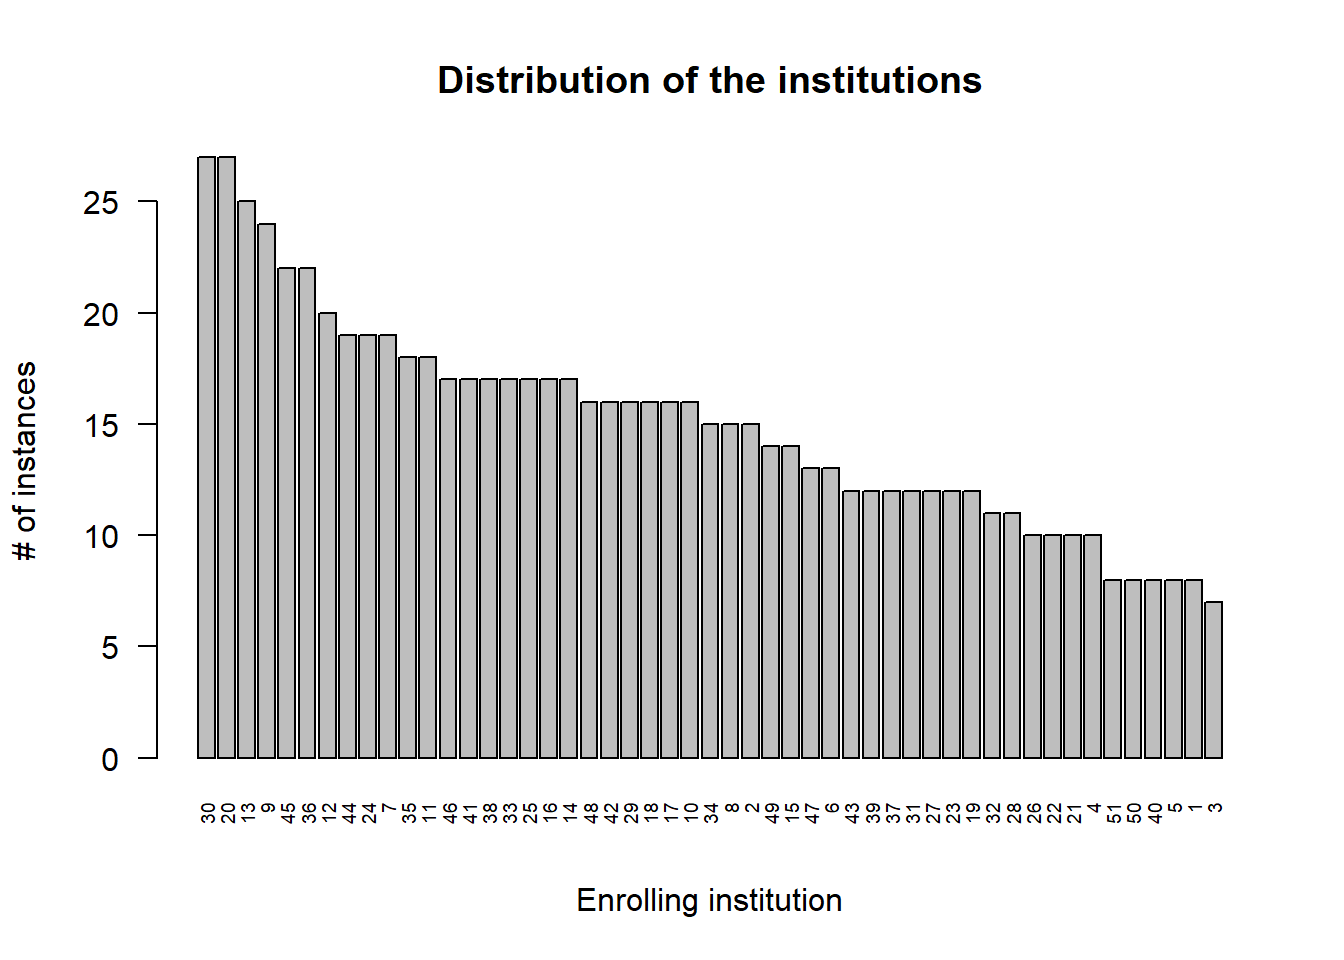 Distribution of the institutions
# of instances
25
20
15
10
5
0
30 20 13 9 45 36 12 44 24 7 35 11 46 41 38 33 25 16 14 48 42 29 18 17 10 34 8 2 49 15 47 6 43 39 37 31 27 23 19 32 28 26 22 21 4 51 50 40 5 1 3
Enrolling institution